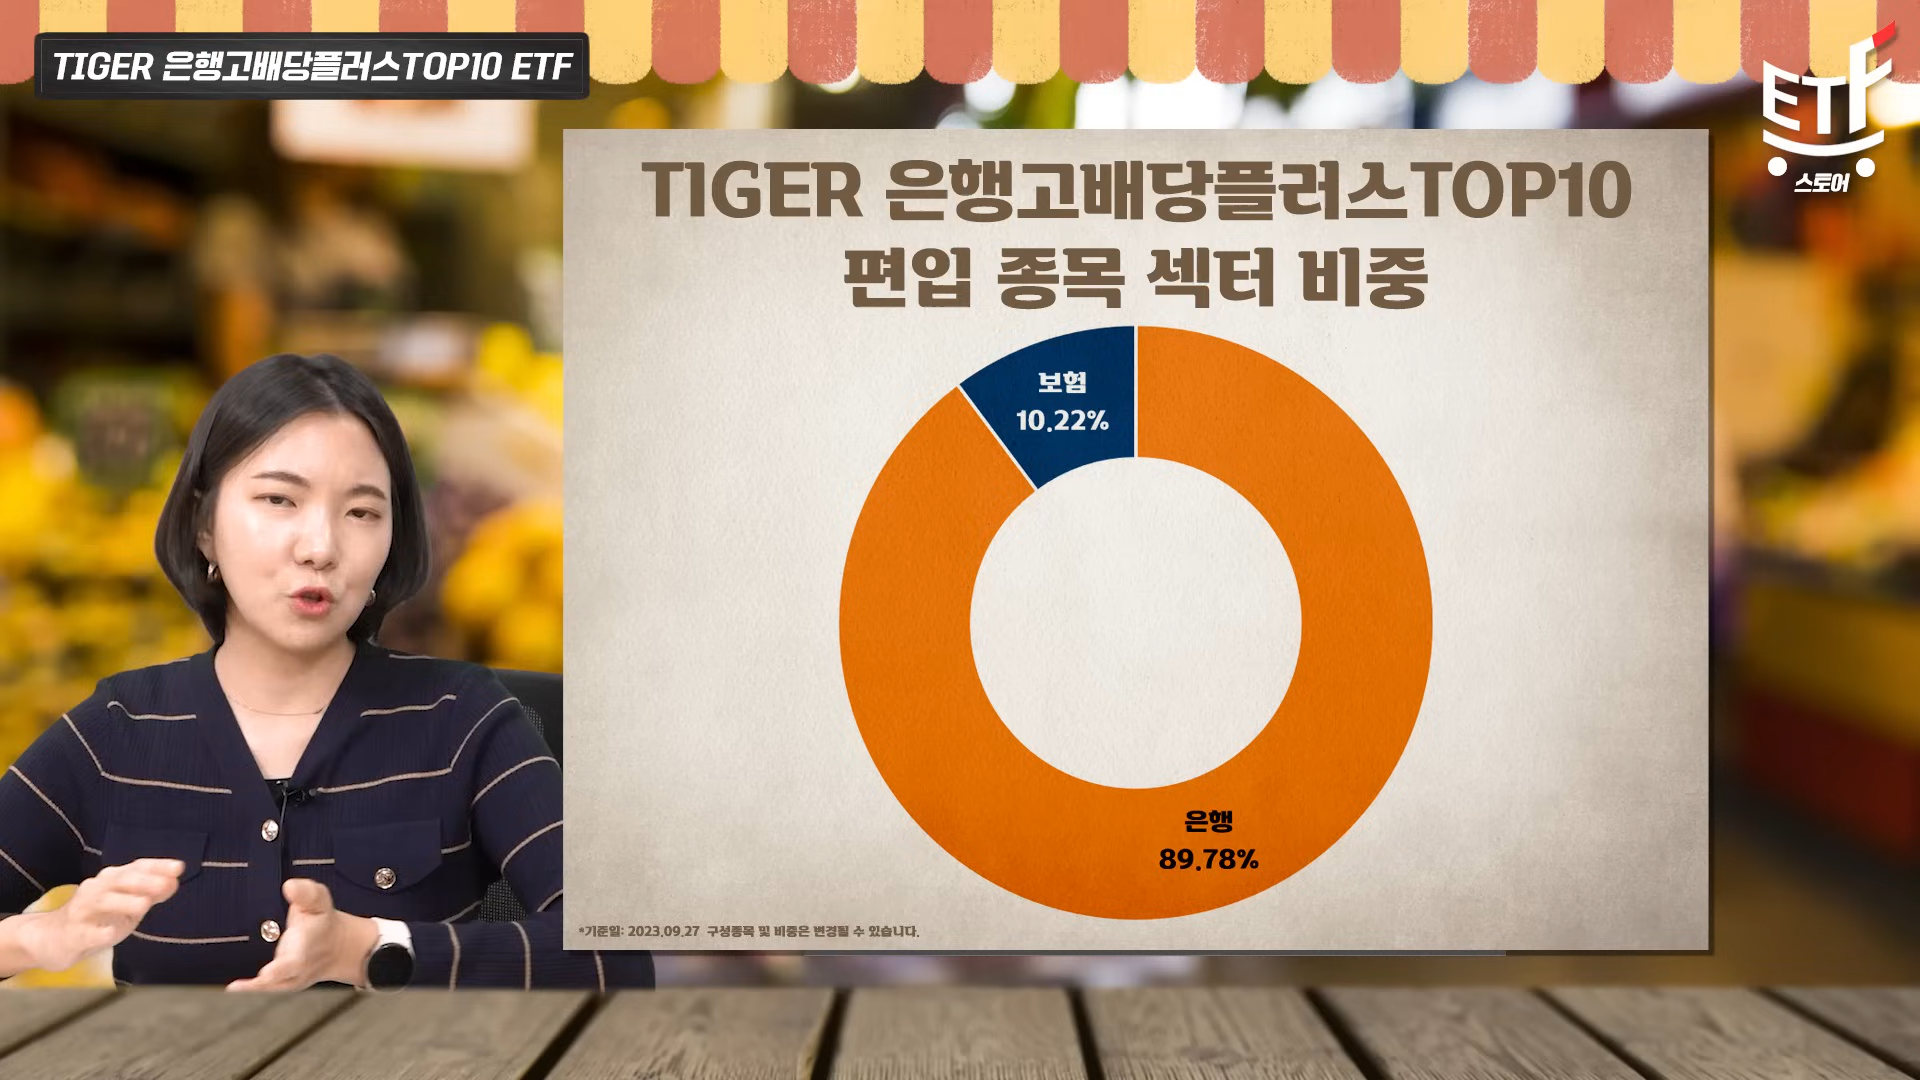 TIGER 은행고배당플러스TOP10 ETF
ETF
스토어
TIGER 은행고배당플러스TOP10
편입 종목 섹터 비중
보험
10.22%
은행
89.78%
*기준일: 2023.09.27 구성종목 및 비중은 변경될 수 있습니다.